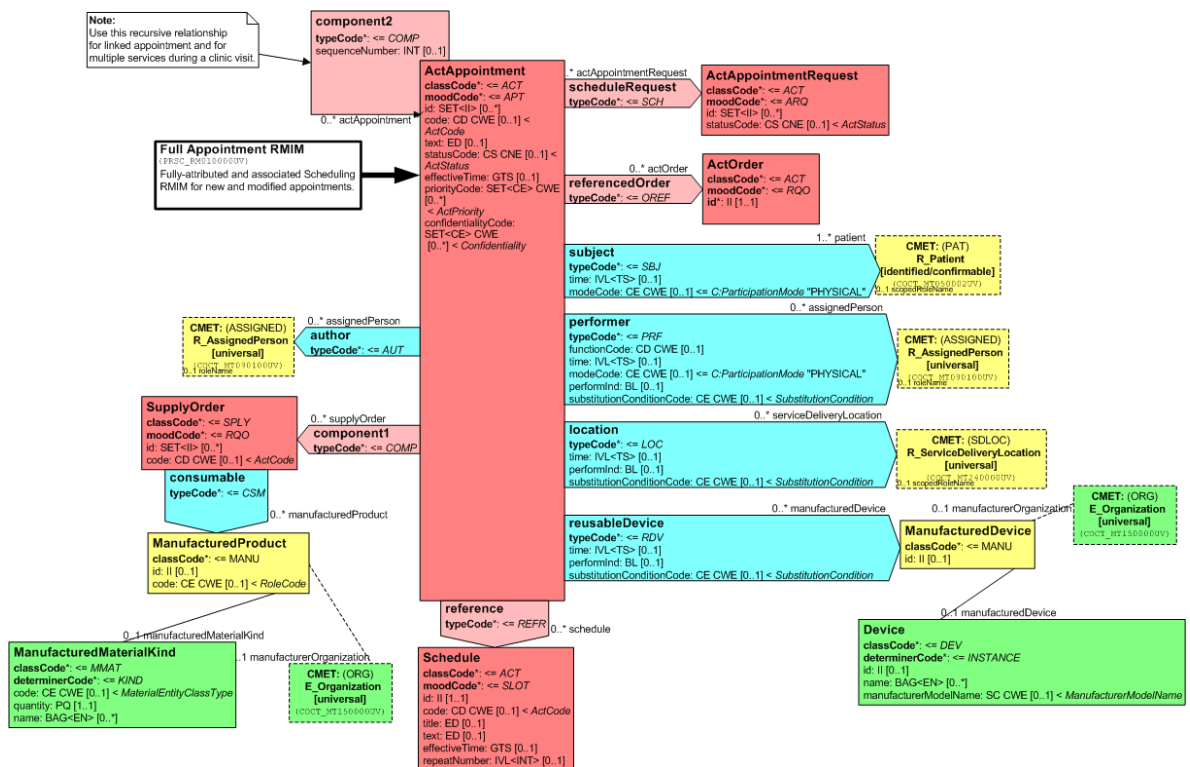 Note:
Use this recursive relationship
for linked appointment and for
multiple services during a clinic visit.
component2
typeCode*: <= COMP
sequenceNumber: INT [0..1]
0..* actAppointment
Full Appointment RMIM
(PRSC_RM010000UV)
Fully-attributed and associated Scheduling
RMIM for new and modified appointments.
ActAppointment
classCode*: <= ACT
moodCode*: <= APT
id: SET<II> [0..*]
code: CD CWE [0..1] <
ActCode
text: ED [0..1]
statusCode: CS CNE [0..1] <
ActStatus
effectiveTime: GTS [0..1]
priorityCode: SET<CE> CWE
[0..*]
< ActPriority
confidentialityCode:
SET<CE> CWE
[0..*] < Confidentiality
..* actAppointmentRequest
scheduleRequest
typeCode*: <= SCH
ActAppointmentRequest
classCode*: <= ACT
moodCode*: <= ARQ
id: SET<II> [0..*]
statusCode: CS CNE [0..1] < ActStatus
0..* actOrder
referencedOrder
typeCode*: <= OREF
ActOrder
classCode*: <= ACT
moodCode*: <= RQO
id*: II [1..1]
1..* patient
subject
typeCode*: <= SBJ
time: IVL<TS> [0..1]
modeCode: CE CWE [0..1] <= C:ParticipationMode "PHYSICAL"
CMET: (PAT)
R_Patient
[identified/confirmable]
(COCT_MT050002UV)
0..1 scopedRoleName
0..* assignedPerson
performer
typeCode*: <= PRF
functionCode: CD CWE [0..1]
time: IVL<TS> [0..1]
modeCode: CE CWE [0..1] <= C:ParticipationMode "PHYSICAL"
performInd: BL [0..1]
substitutionConditionCode: CE CWE [0..1] < SubstitutionCondition
CMET: (ASSIGNED)
R_AssignedPerson
[universal]
(COCT_MT090100UV)
0..1 roleName
0..* assignedPerson
author
typeCode*: <= AUT
CMET: (ASSIGNED)
R_AssignedPerson
[universal]
(COCT_MT090100UV)
0..1 roleName
0..* serviceDeliveryLocation
location
typeCode*: <= LOC
time: IVL<TS> [0..1]
performInd: BL [0..1]
substitutionConditionCode: CE CWE [0..1] < SubstitutionCondition
CMET: (SDLOC)
R_ServiceDeliveryLocation
[universal]
(COCT_MT240000UV)
0..1 scopedRoleName
SupplyOrder
classCode*: <= SPLY
moodCode*: <= RQO
id: SET<II> [0..*]
code: CD CWE [0..1] < ActCode
0..* supplyOrder
component1
typeCode*: <= COMP
consumable
typeCode*: <= CSM
0..* manufacturedProduct
ManufacturedProduct
classCode*: <= MANU
id: II [0..1]
code: CE CWE [0..1] < RoleCode
0..* manufacturedDevice
reusableDevice
typeCode*: <= RDV
time: IVL<TS> [0..1]
performInd: BL [0..1]
substitutionConditionCode: CE CWE [0..1] < SubstitutionCondition
ManufacturedDevice
classCode*: <= MANU
id: II [0..1]
0..1 manufacturerOrganization
CMET: (ORG)
E_Organization
[universal]
(COCT_MT150000UV)
0..1 manufacturedDevice
Device
classCode*: <= DEV
determinerCode*: <= INSTANCE
id: II [0..1]
name: BAG<EN> [0..*]
manufacturerModelName: SC CWE [0..1] < ManufacturerModelName
0..1 manufacturedMaterialKind
ManufacturedMaterialKind
classCode*: <= MMAT
determinerCode*: <= KIND
code: CE CWE [0..1] < MaterialEntityClassType
quantity: PQ [1..1]
name: BAG<EN> [0..*]
..1 manufacturerOrganization
CMET: (ORG)
E_Organization
[universal]
(COCT_MT150000UV)
reference
typeCode*: <= REFR
0..* schedule
Schedule
classCode*: <= ACT
moodCode*: <= SLOT
id: II [1..1]
code: CD CWE [0..1] < ActCode
title: ED [0..1]
text: ED [0..1]
effectiveTime: GTS [0..1]
repeatNumber: IVL<INT> [0..1]